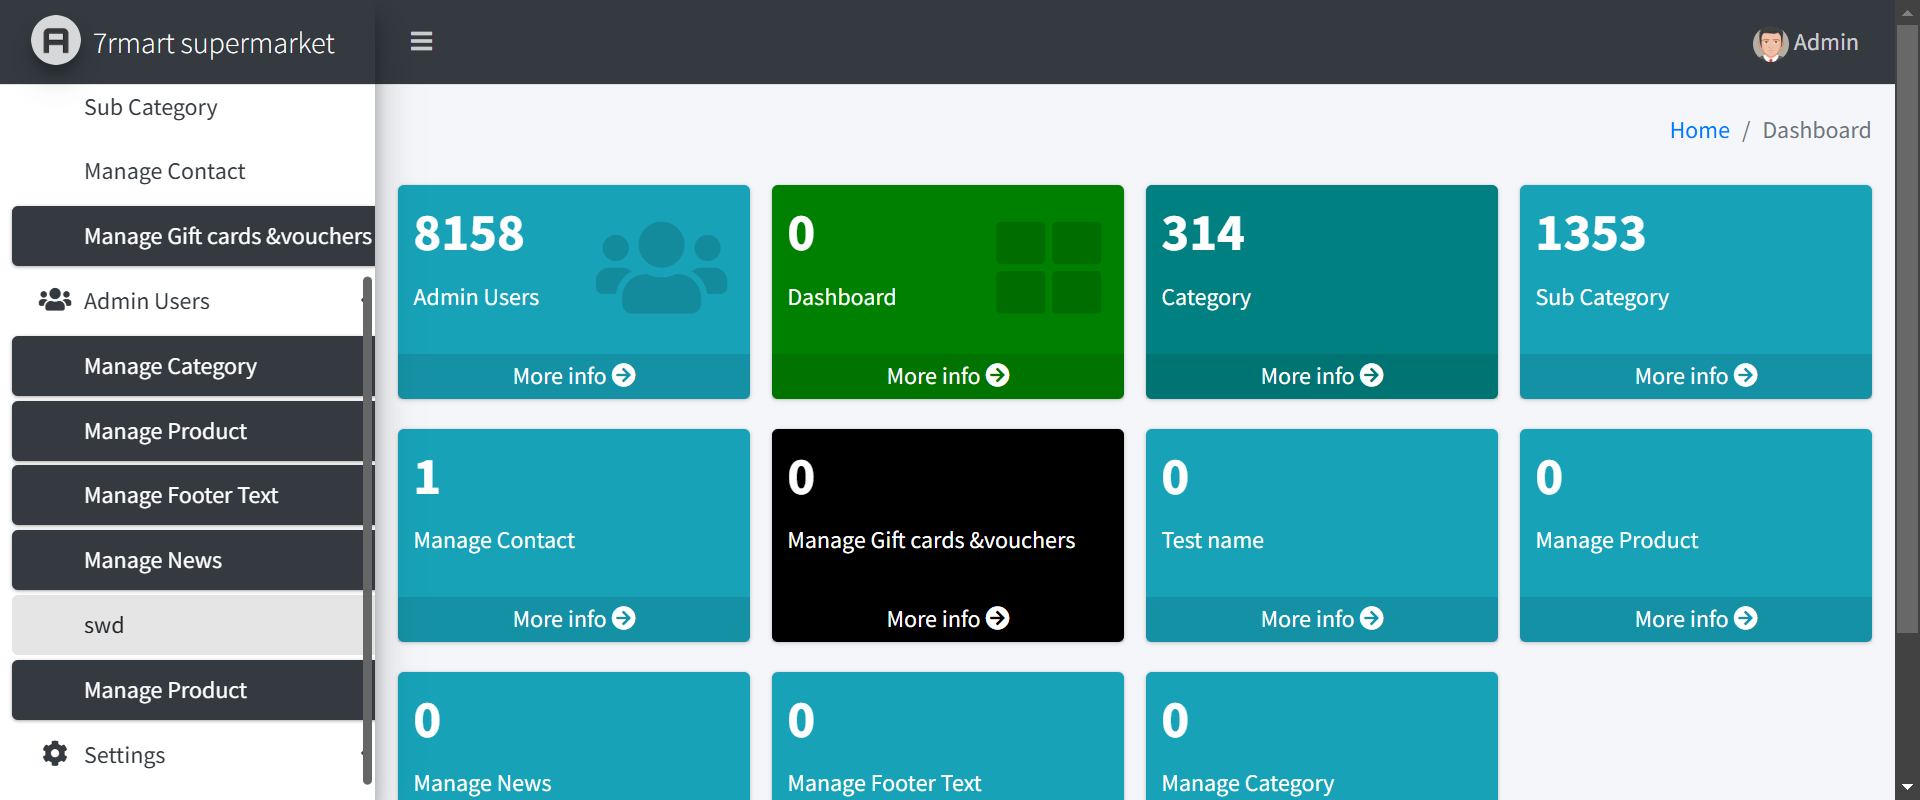 7rmart supermarket
Admin
Sub Category
Manage Contact
Manage Gift cards &vouchers
Admin Users
Manage Category
Manage Product
Manage Footer Text
Manage News
swd
Manage Product
Settings
Home / Dashboard
8158
Admin Users
More info
0
Dashboard
More info
314
Category
More info
1353
Sub Category
More info
1
Manage Contact
More info
0
Manage Gift cards &vouchers
More info
0
Test name
More info
0
Manage Product
More info
0
Manage News
0
Manage Footer Text
0
Manage Category